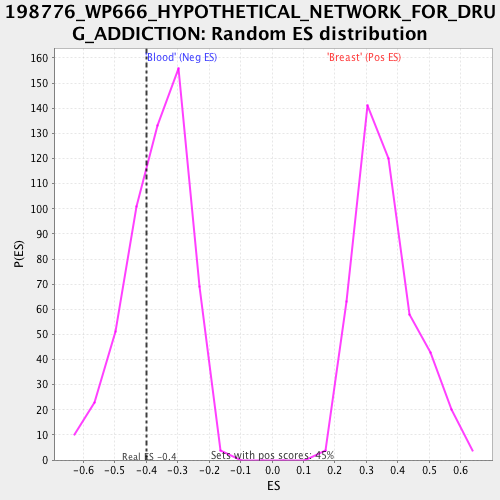 198776_WP666_HYPOTHETICAL_NETWORK_FOR_DRU
G_ADDICTION: Random ES distribution
'Blood' (Neg ES)
'Breast' (Pos ES)
160
150
140
130
120
110
100
90
80
70
60
50
40
30
20
10
0
P(ES)
Real ES -0.4
Sets with pos scores: 45%
-0.6 -0.5 -0.4 -0.3 -0.2 -0.1 0.0 0.1 0.2 0.3 0.4 0.5 0.6
ES